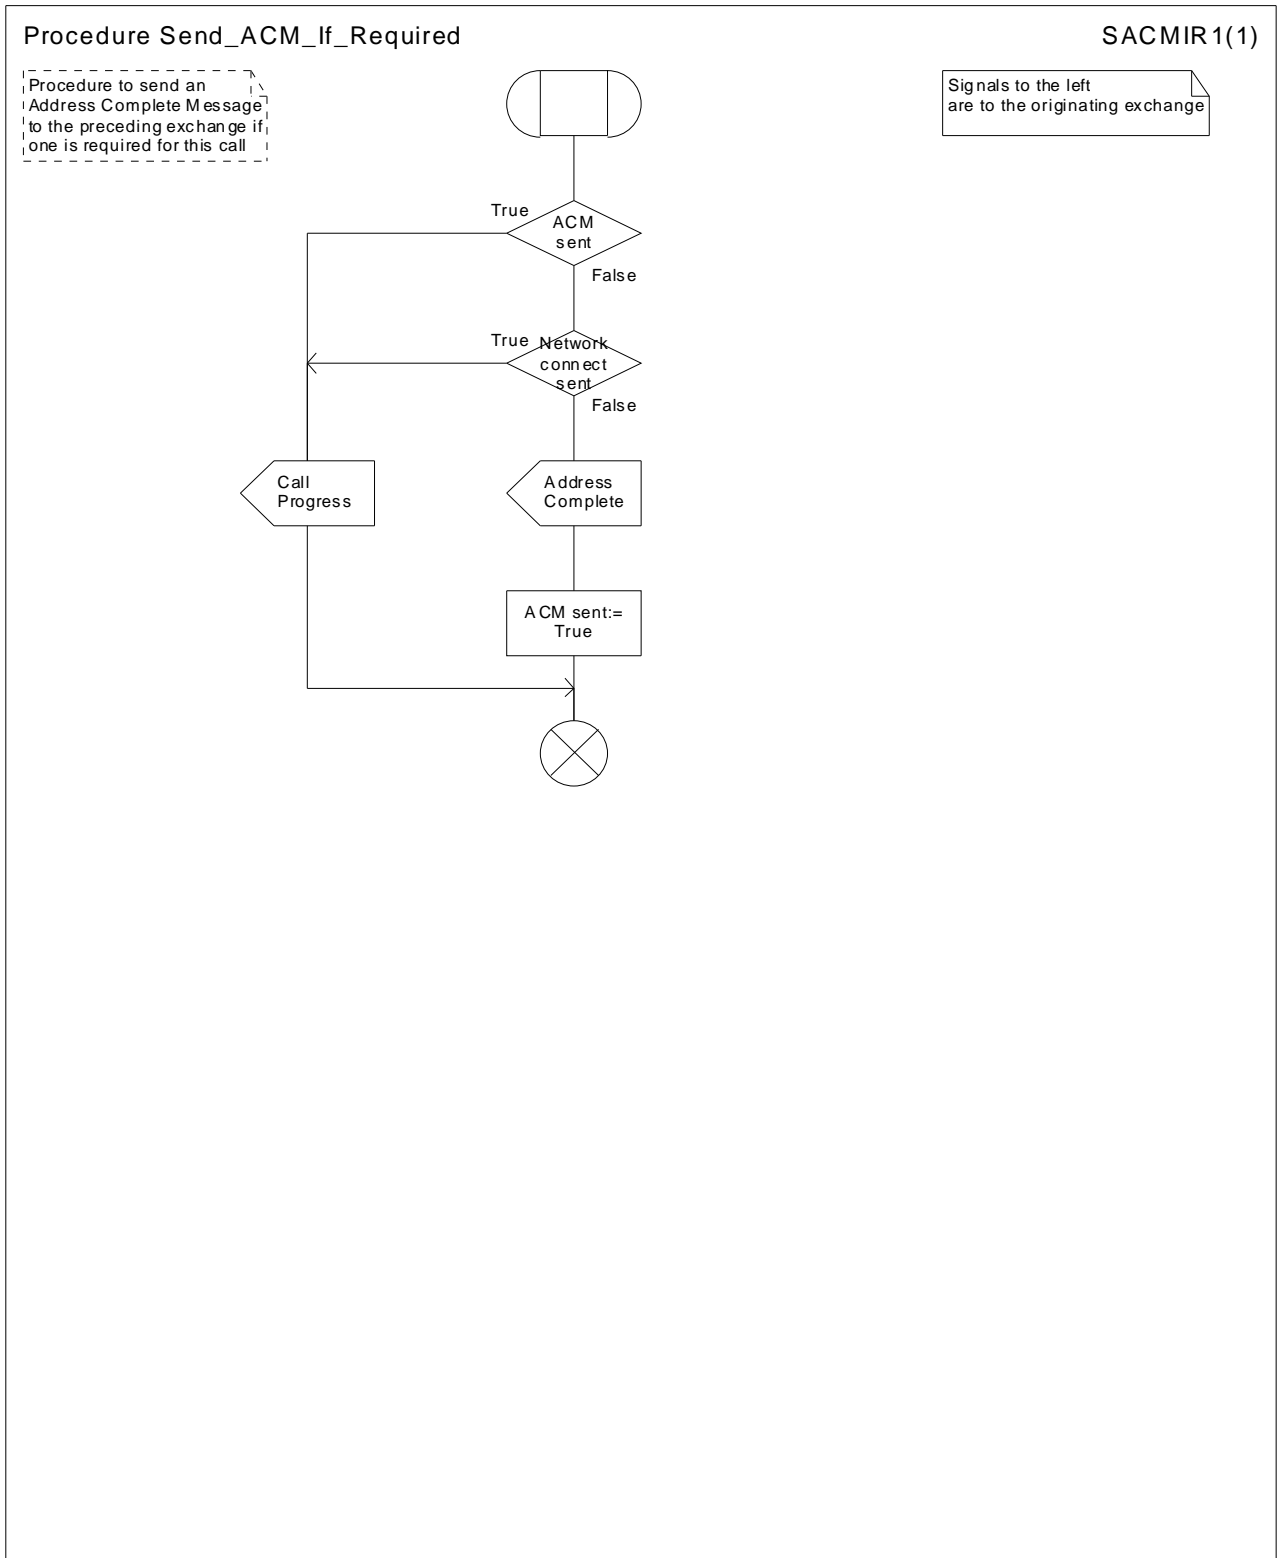 Procedure Send_ACM_If_Required
SACMIR1(1)
Procedure to send an
Address Complete Message
to the preceding exchange if
one is required for this call
Signals to the left
are to the originating exchange
True
ACM
sent
False
True
Network
connect
sent
False
Call
Progress
Address
Complete
ACM sent:=
True